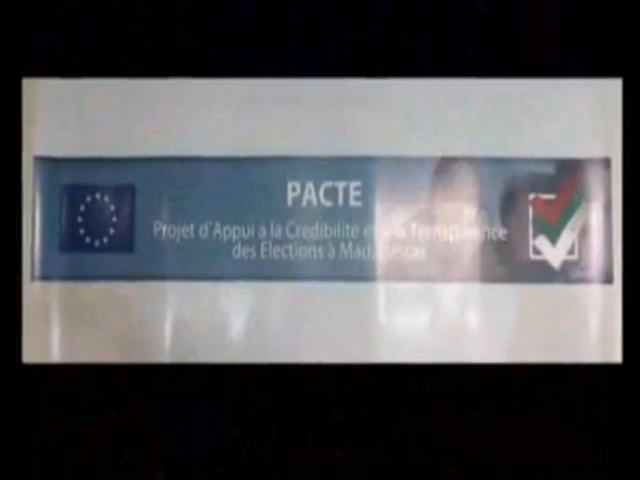 PACTE
Projet d'Appui à la Credibilite et à la Transparence
des Elections à Madagascar